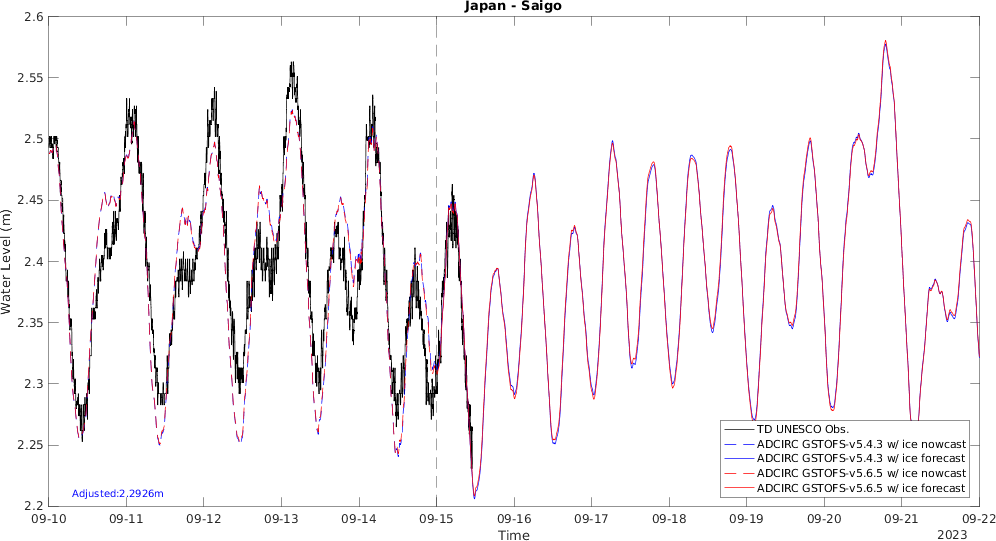 Japan - Saigo
2.6
2.55
2.5
2.45
2.4
2.35
2.3
2.25
2.2
Water Level (m)
Adjusted:2.2926m
TD UNESCO Obs.
ADCIRC GSTOFS-v5.4.3 w/ ice nowcast
ADCIRC GSTOFS-v5.4.3 w/ ice forecast
ADCIRC GSTOFS-v5.6.5 w/ ice nowcast
ADCIRC GSTOFS-v5.6.5 w/ ice forecast
09-10 09-11 09-12 09-13 09-14 09-15 09-16 09-17 09-18 09-19 09-20 09-21 09-22
Time
2023